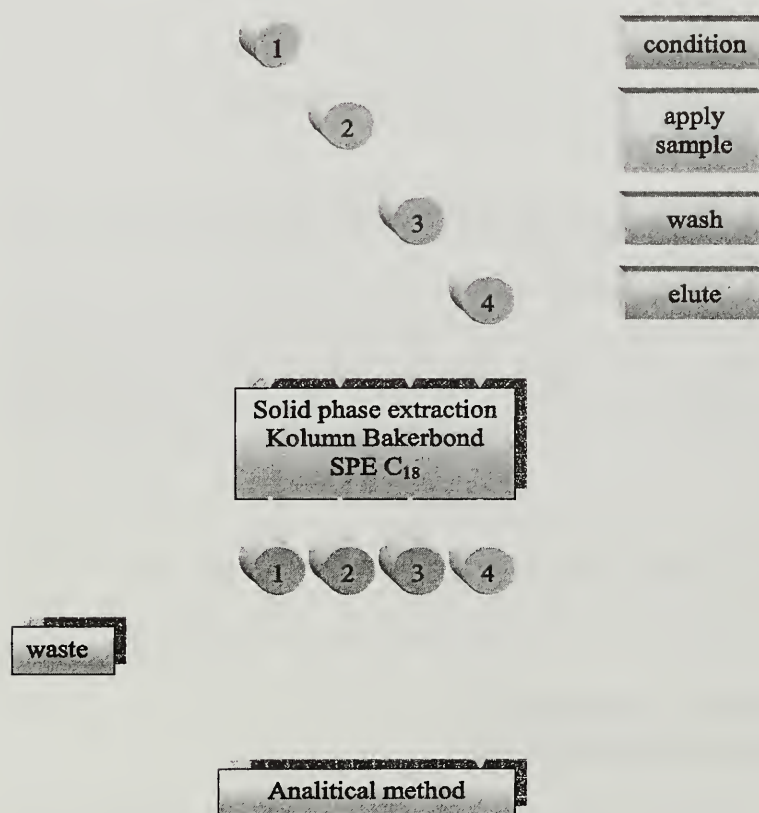 1
condition
2
apply
sample
3
wash
4
elute
Solid phase extraction
Kolumn Bakerbond
SPE C₁₈
1 2 3 4
waste
Analitical method